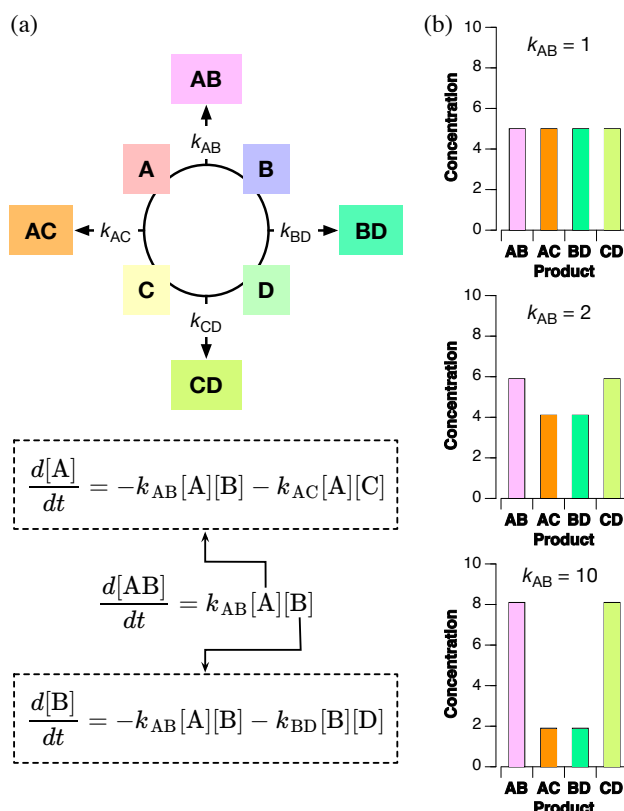 (a)
AB
k_AB
A
B
AC
k_AC
k_BD
BD
C
D
k_CD
CD
d[A]/dt = −k_AB[A][B] − k_AC[A][C]
d[AB]/dt = k_AB[A][B]
d[B]/dt = −k_AB[A][B] − k_BD[B][D]
(b)
k_AB = 1
Concentration
10
8
6
4
2
0
AB AC BD CD
Product
k_AB = 2
Concentration
10
8
6
4
2
0
AB AC BD CD
Product
k_AB = 10
Concentration
10
8
6
4
2
0
AB AC BD CD
Product